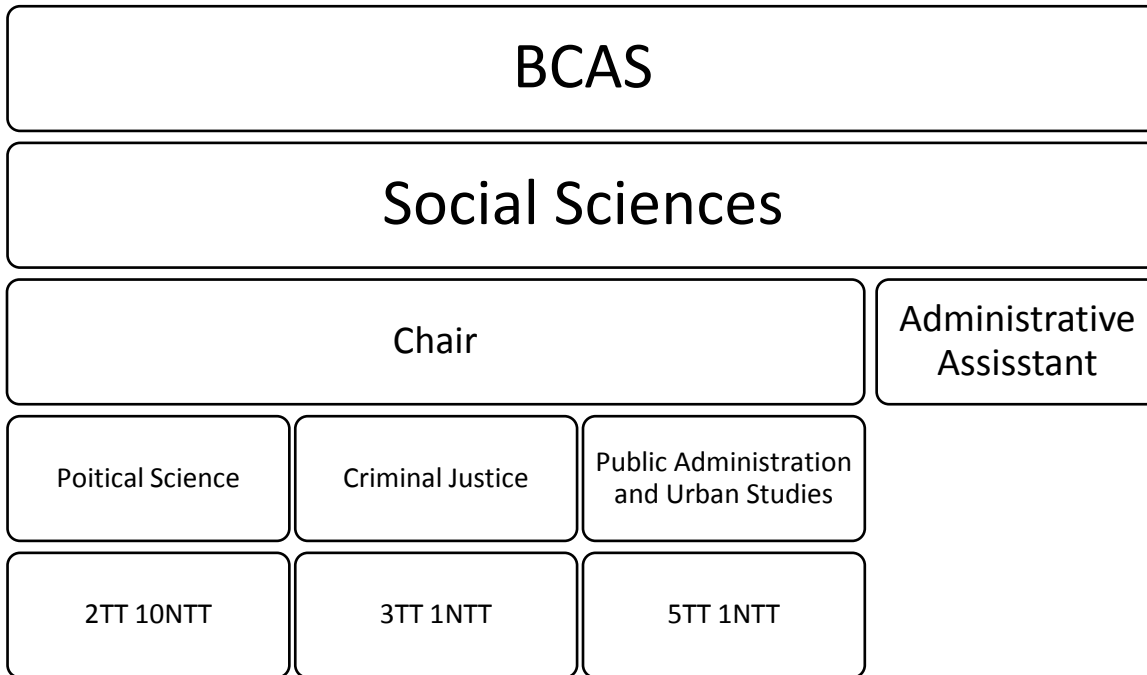 BCAS
Social Sciences
Chair
Administrative
Assisstant
Poitical Science
Criminal Justice
Public Administration
and Urban Studies
2TT 10NTT
3TT 1NTT
5TT 1NTT